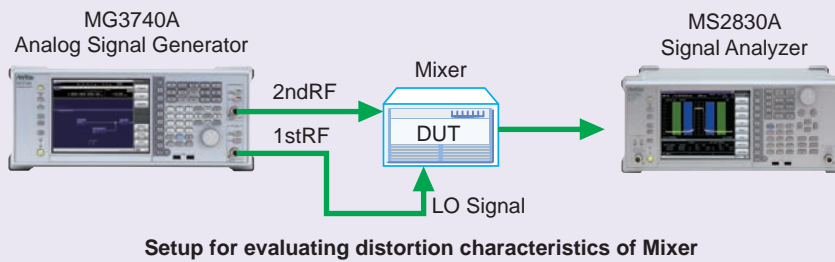 MG3740A
Analog Signal Generator
MS2830A
Signal Analyzer
Mixer
2ndRF
1stRF
DUT
LO Signal
Setup for evaluating distortion characteristics of Mixer